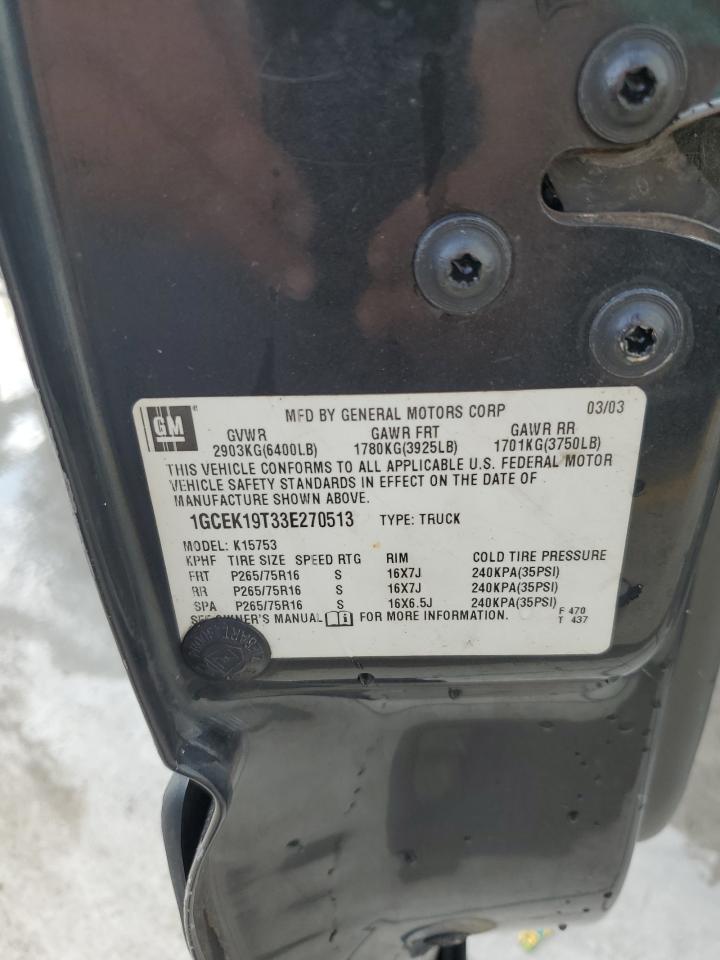 GM MFD BY GENERAL MOTORS CORP 03/03
GVWR GAWR FRT GAWR RR
2903KG(6400LB) 1780KG(3925LB) 1701KG(3750LB)
THIS VEHICLE CONFORMS TO ALL APPLICABLE U.S. FEDERAL MOTOR
VEHICLE SAFETY STANDARDS IN EFFECT ON THE DATE OF
MANUFACTURE SHOWN ABOVE.
1GCEK19T33E270513 TYPE: TRUCK
MODEL: K15753
KPHF TIRE SIZE SPEED RTG RIM COLD TIRE PRESSURE
FRT P265/75R16 S 16X7J 240KPA(35PSI)
RR P265/75R16 S 16X7J 240KPA(35PSI)
SPA P265/75R16 S 16X6.5J 240KPA(35PSI)
SEE OWNER'S MANUAL FOR MORE INFORMATION.
F 470
T 437